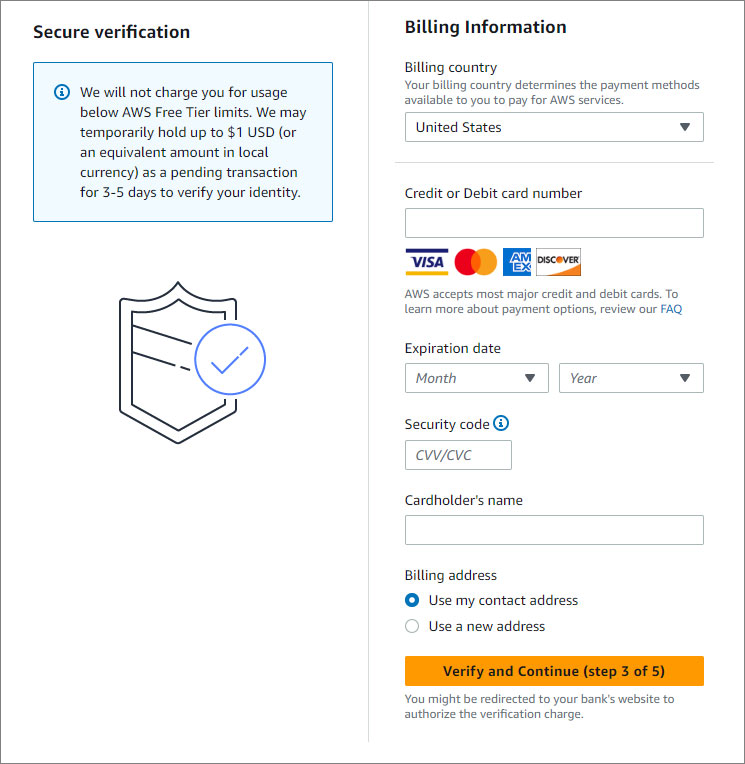 Secure verification
We will not charge you for usage
below AWS Free Tier limits. We may
temporarily hold up to $1 USD (or
an equivalent amount in local
currency) as a pending transaction
for 3-5 days to verify your identity.
Billing Information
Billing country
Your billing country determines the payment methods
available to you to pay for AWS services.
United States
Credit or Debit card number
VISA
AM
EX
DISCOVER
AWS accepts most major credit and debit cards. To
learn more about payment options, review our FAQ
Expiration date
Month
Year
Security code
CVV/CVC
Cardholder's name
Billing address
Use my contact address
Use a new address
Verify and Continue (step 3 of 5)
You might be redirected to your bank's website to
authorize the verification charge.